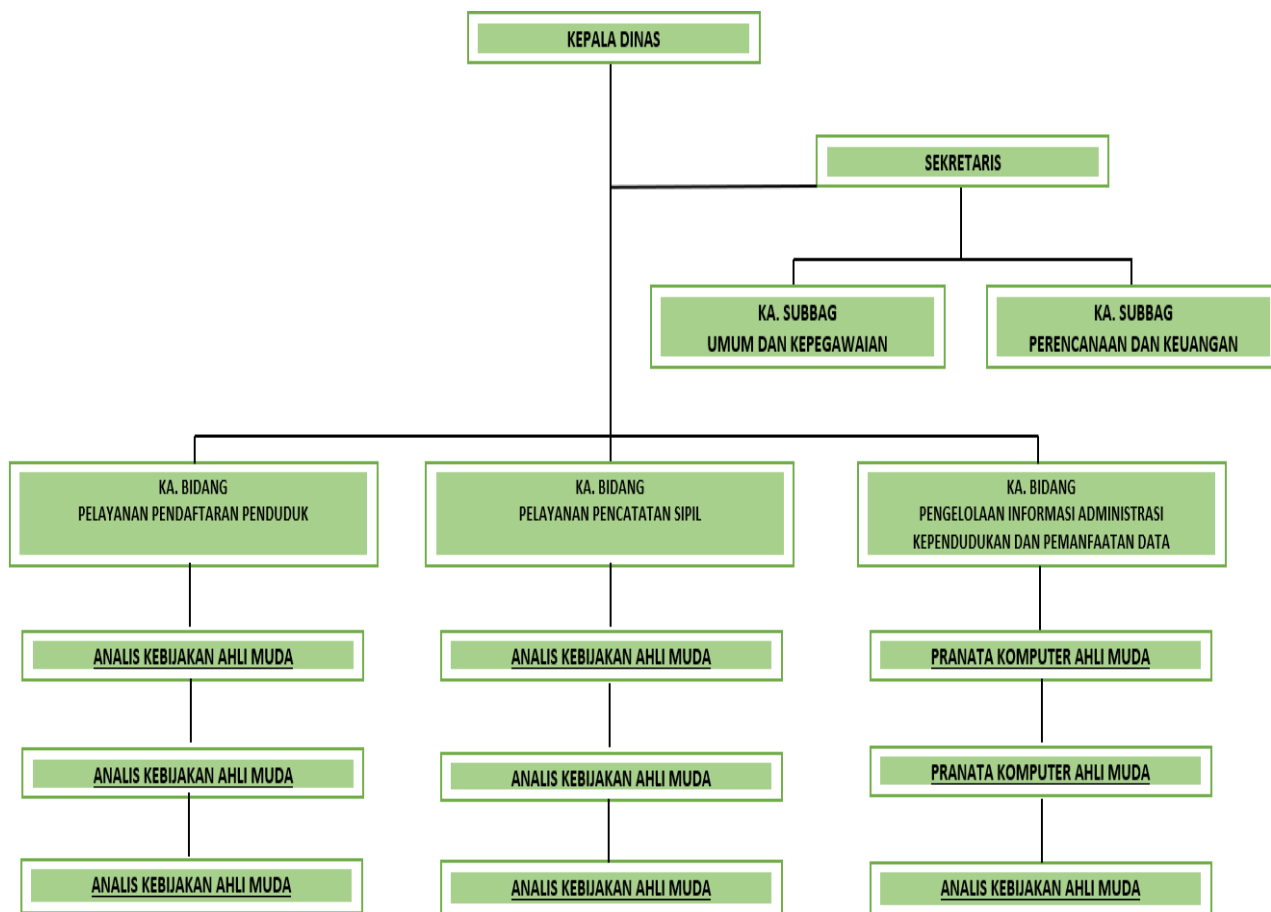 KEPALA DINAS
SEKRETARIS
KA. SUBBAG
UMUM DAN KEPEGAWAIAN
KA. SUBBAG
PERENCANAAN DAN KEUANGAN
KA. BIDANG
PELAYANAN PENDAFTARAN PENDUDUK
KA. BIDANG
PELAYANAN PENCATATAN SIPIL
KA. BIDANG
PENGELOLAAN INFORMASI ADMINISTRASI
KEPENDUDUKAN DAN PEMANFAATAN DATA
ANALIS KEBIJAKAN AHLI MUDA
ANALIS KEBIJAKAN AHLI MUDA
PRANATA KOMPUTER AHLI MUDA
ANALIS KEBIJAKAN AHLI MUDA
ANALIS KEBIJAKAN AHLI MUDA
PRANATA KOMPUTER AHLI MUDA
ANALIS KEBIJAKAN AHLI MUDA
ANALIS KEBIJAKAN AHLI MUDA
ANALIS KEBIJAKAN AHLI MUDA